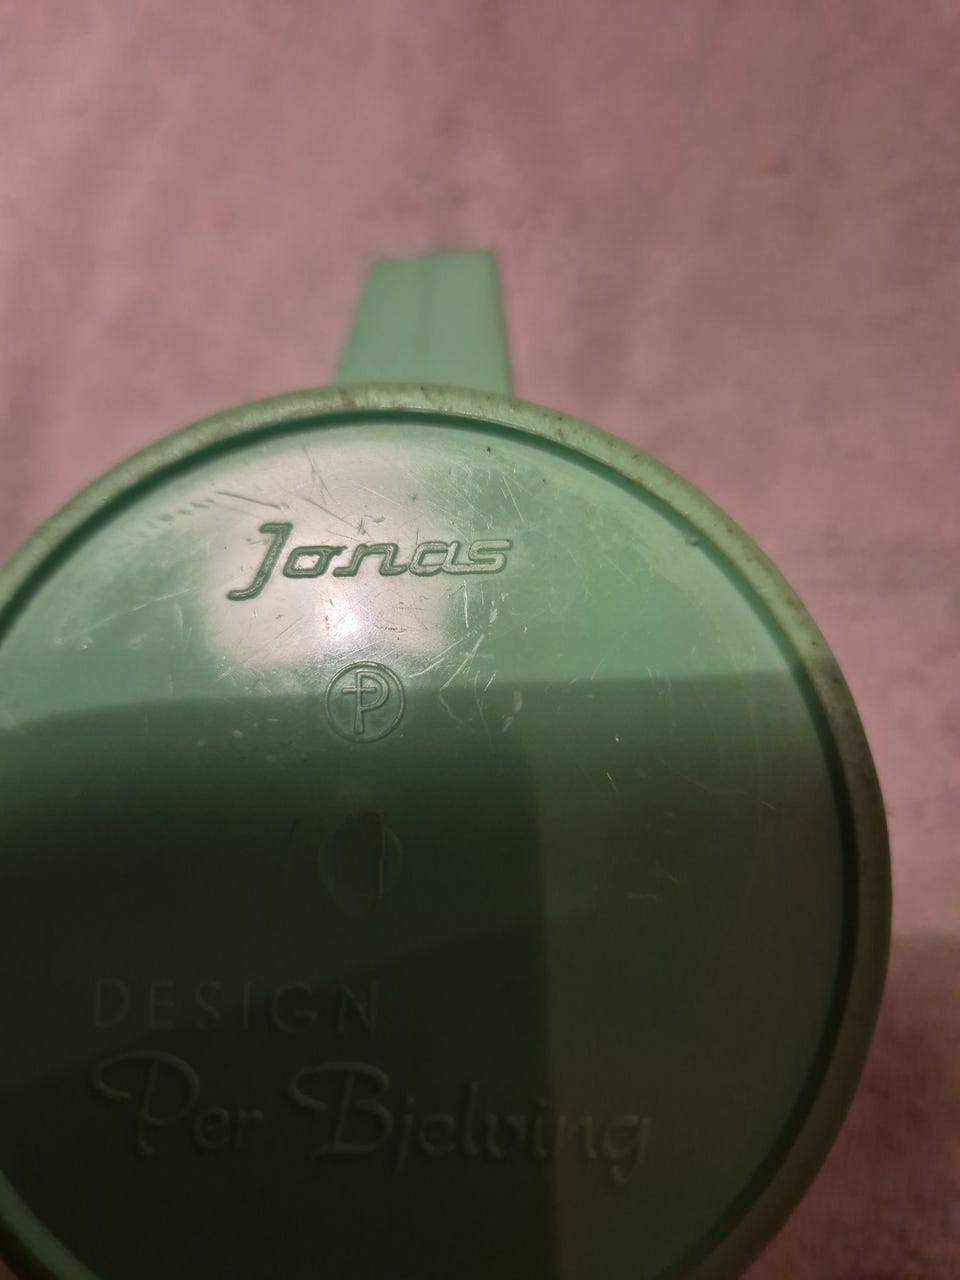 Jonas
P
DESIGN
Per Bjelving